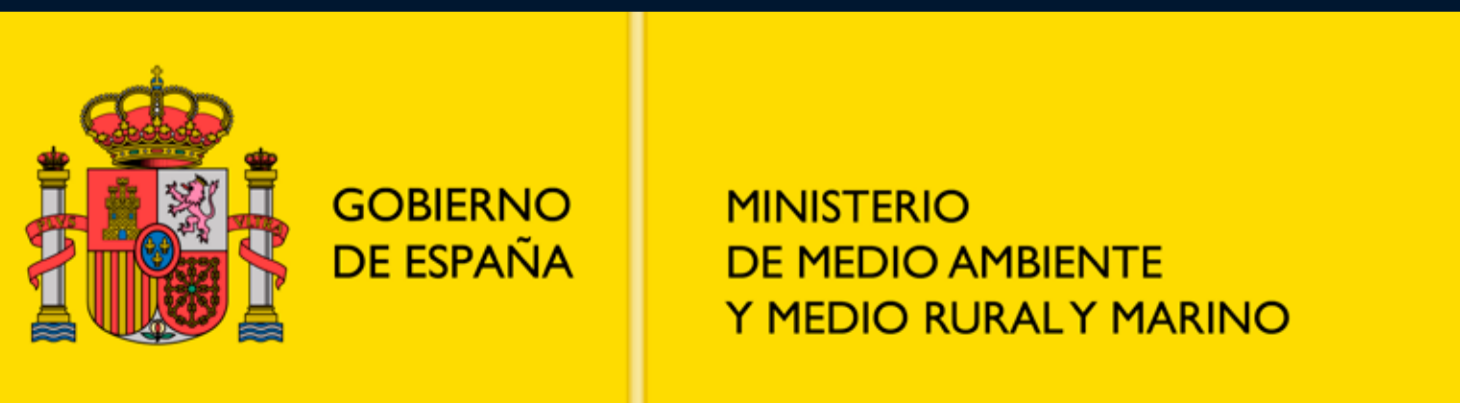 GOBIERNO
DE ESPAÑA
MINISTERIO
DE MEDIO AMBIENTE
Y MEDIO RURAL Y MARINO